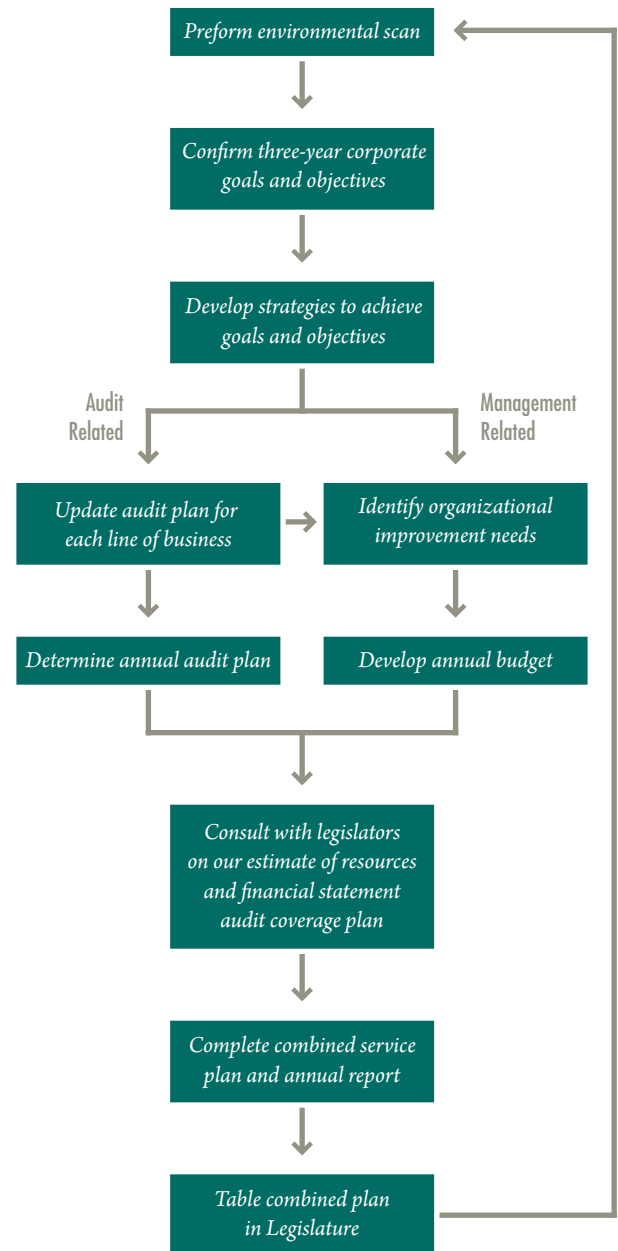 Preform environmental scan
Confirm three-year corporate
goals and objectives
Develop strategies to achieve
goals and objectives
Audit
Related
Management
Related
Update audit plan for
each line of business
Identify organizational
improvement needs
Determine annual audit plan
Develop annual budget
Consult with legislators
on our estimate of resources
and financial statement
audit coverage plan
Complete combined service
plan and annual report
Table combined plan
in Legislature